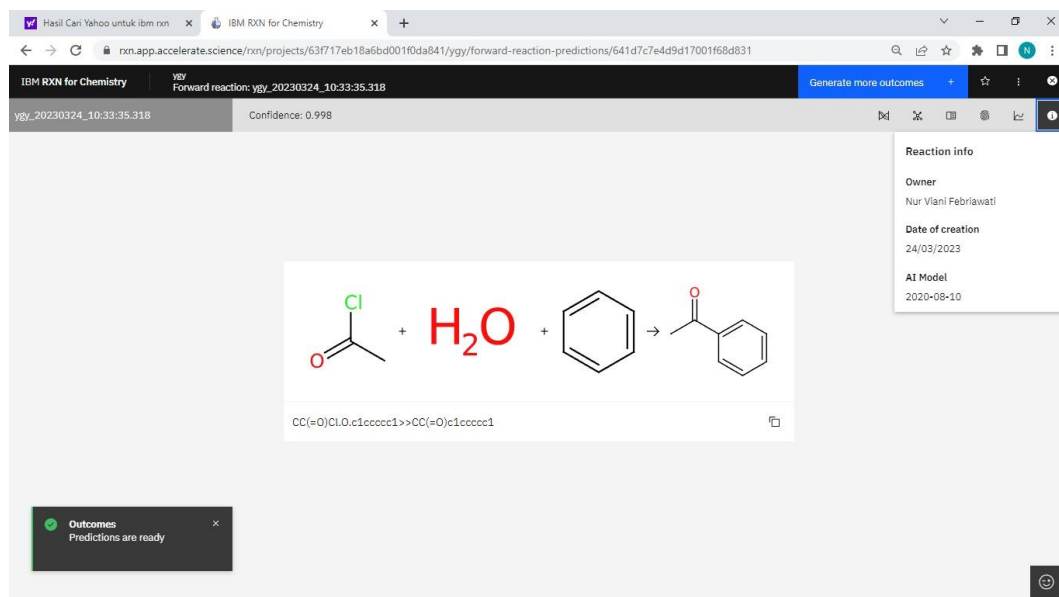 Hasil Cari Yahoo untuk ibm rxn
IBM RXN for Chemistry
rxn.app.accelerate.science/rxn/projects/63f717eb18a6bd001f0da841/ygy/forward-reaction-predictions/641d7c7e4d9d17001f68d831
N
IBM RXN for Chemistry
ygy
Forward reaction: ygy_20230324_10:33:35.318
Generate more outcomes +
ygy_20230324_10:33:35.318
Confidence: 0.998
Reaction info
Owner
Nur Viani Febriawati
Date of creation
24/03/2023
AI Model
2020-08-10
Cl
O
+
H2O
+
→
O
CC(=O)Cl.O.c1ccccc1>>CC(=O)c1ccccc1
Outcomes
Predictions are ready